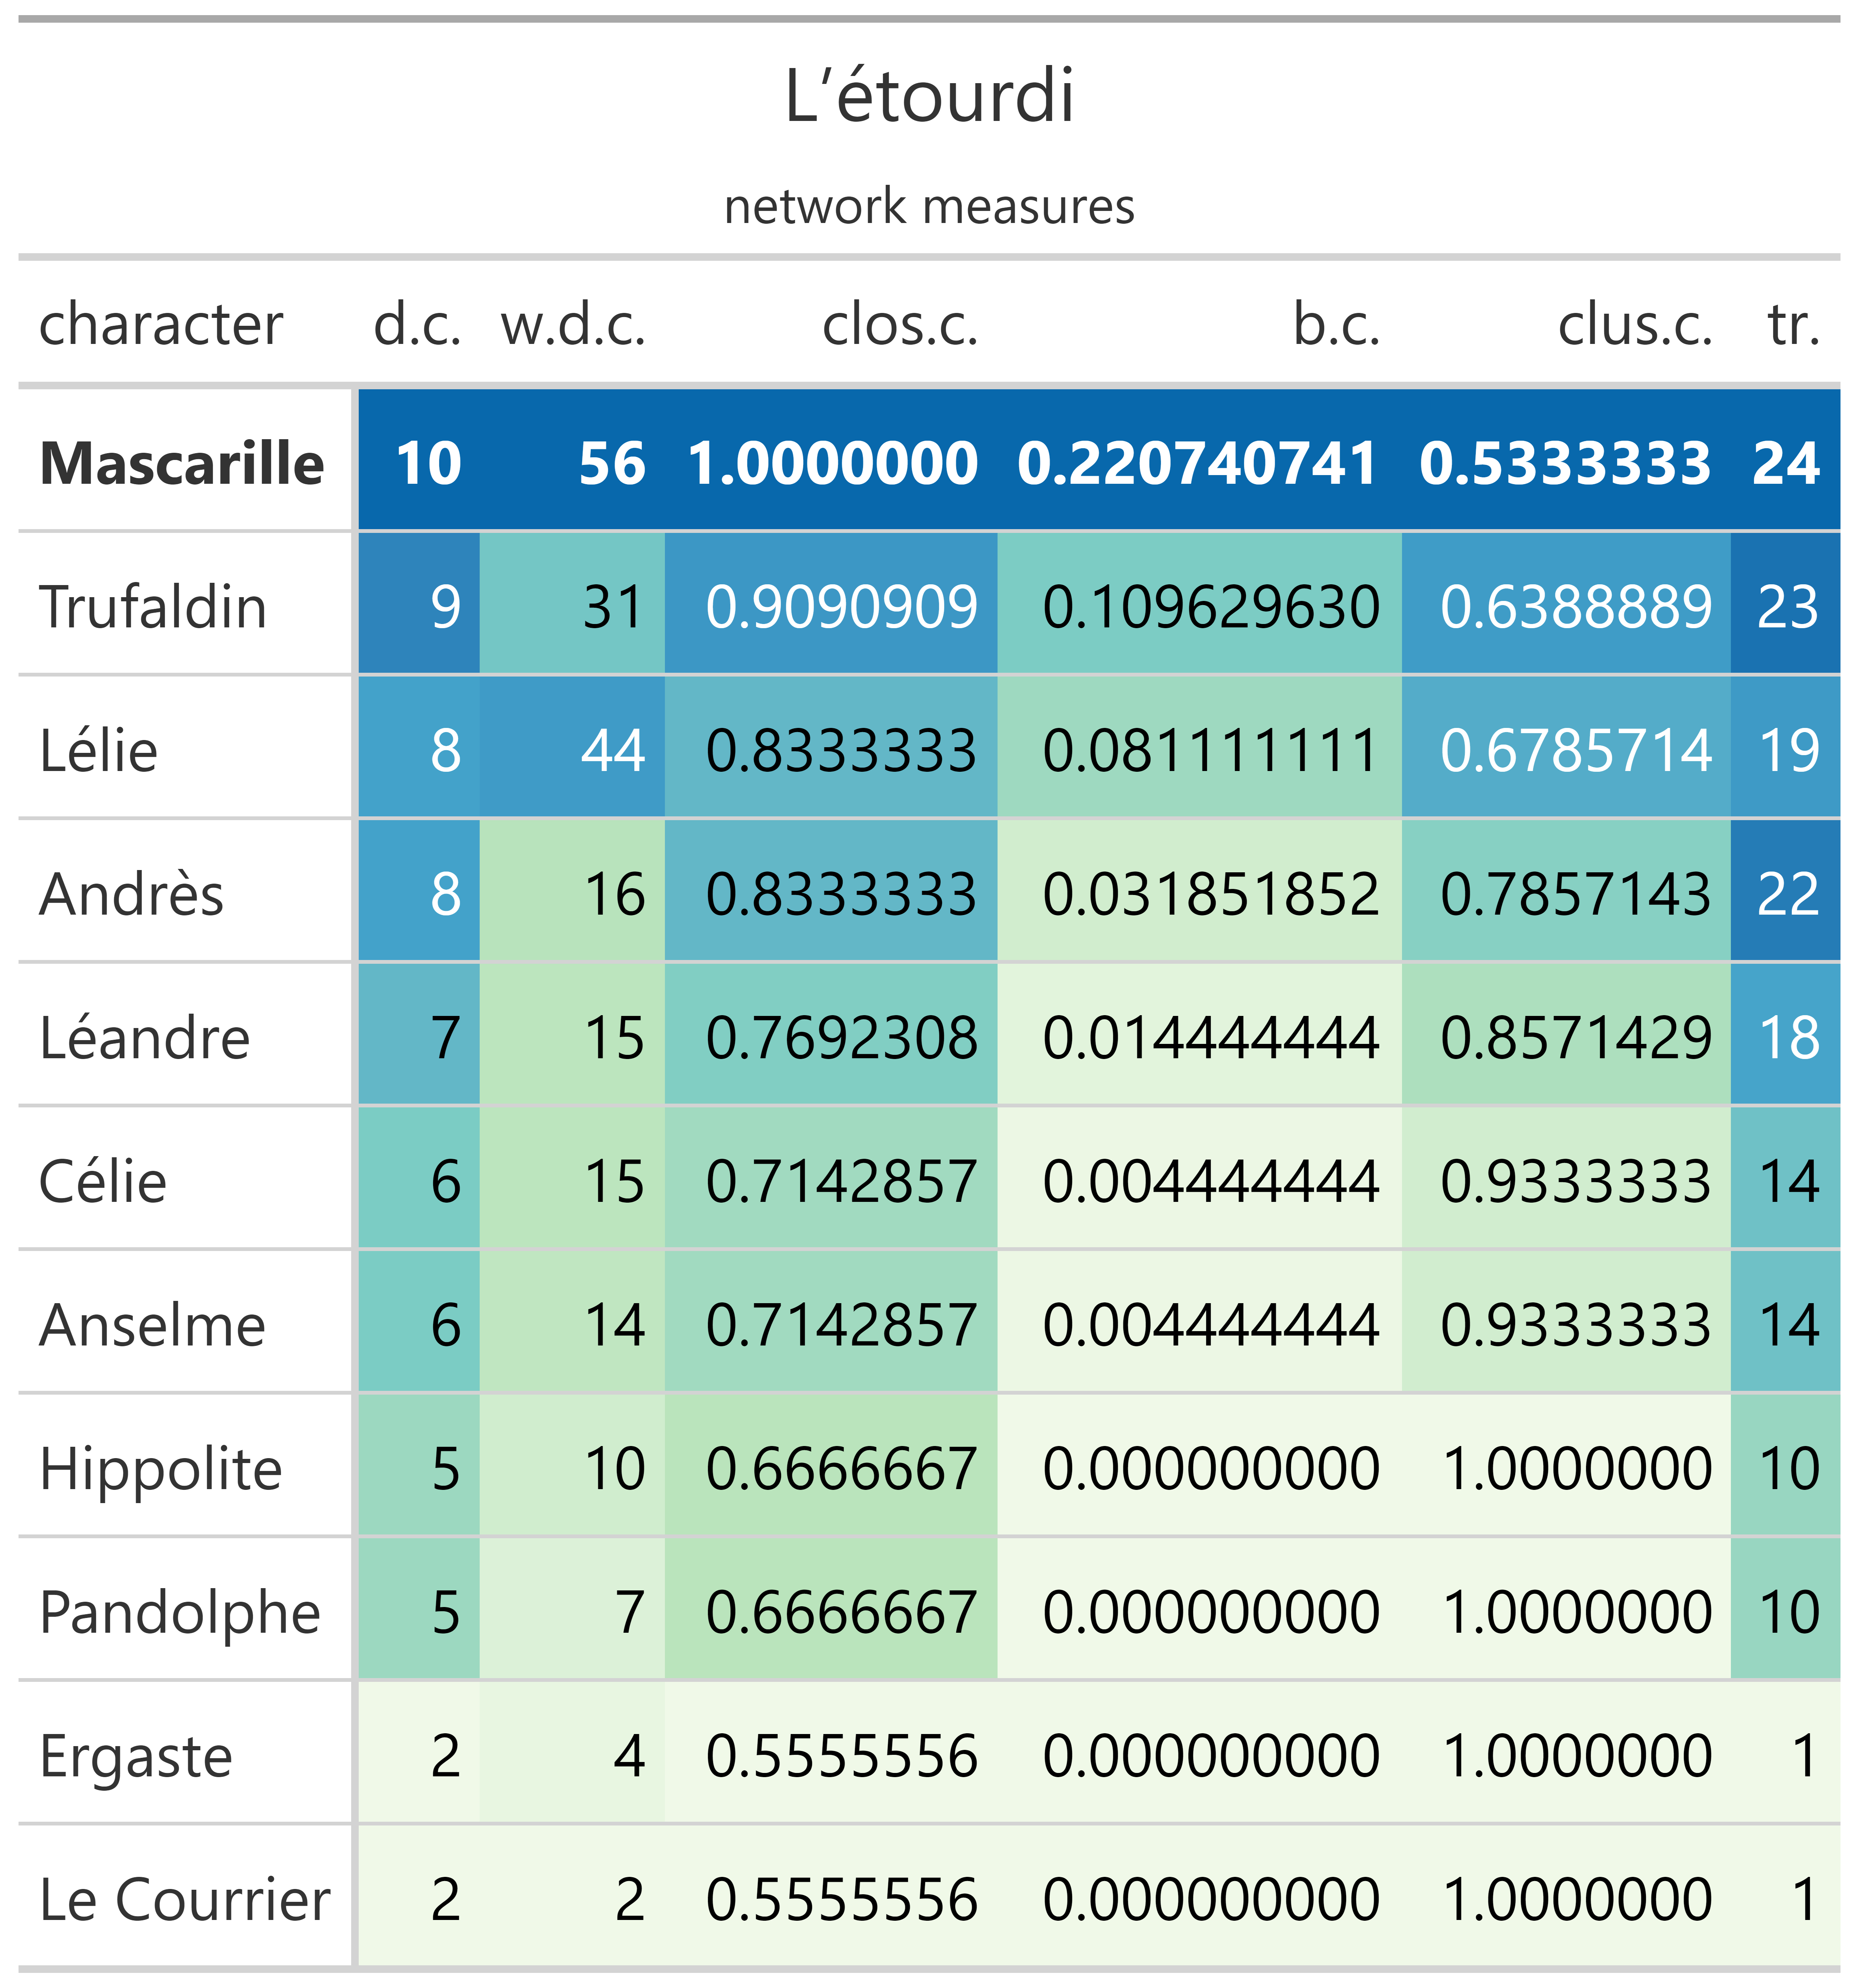 L’étourdi
network measures
character d.c. w.d.c. clos.c. b.c. clus.c. tr.
Mascarille 10 56 1.0000000 0.220740741 0.5333333 24
Trufaldin 9 31 0.9090909 0.109629630 0.6388889 23
Lélie 8 44 0.8333333 0.081111111 0.6785714 19
Andrès 8 16 0.8333333 0.031851852 0.7857143 22
Léandre 7 15 0.7692308 0.014444444 0.8571429 18
Célie 6 15 0.7142857 0.004444444 0.9333333 14
Anselme 6 14 0.7142857 0.004444444 0.9333333 14
Hippolite 5 10 0.6666667 0.000000000 1.0000000 10
Pandolphe 5 7 0.6666667 0.000000000 1.0000000 10
Ergaste 2 4 0.5555556 0.000000000 1.0000000 1
Le Courrier 2 2 0.5555556 0.000000000 1.0000000 1